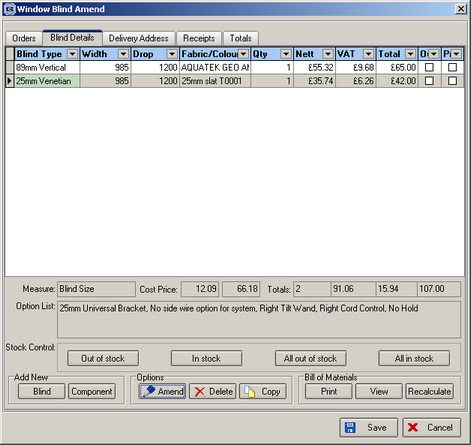 Window Blind Amend
Orders Blind Details Delivery Address Receipts Totals
Blind Type Width Drop Fabric/Colour Qty Nett VAT Total
89mm Vertical 985 1200 AQUATEK GEO 1 £55.32 £9.68 £65.00
25mm Venetian 985 1200 25mm slat T0001 1 £35.74 £6.26 £42.00
Measure: Blind Size Cost Price: 12.09 66.18 Totals: 2 91.06 15.94 107.00
Option List: 25mm Universal Bracket, No side wire option for system, Right Tilt Wand, Right Cord Control, No Hold
Stock Control: Out of stock In stock All out of stock All in stock
Add New Options Bill of Materials
Blind Component Amend Delete Copy Print View Recalculate
Save Cancel